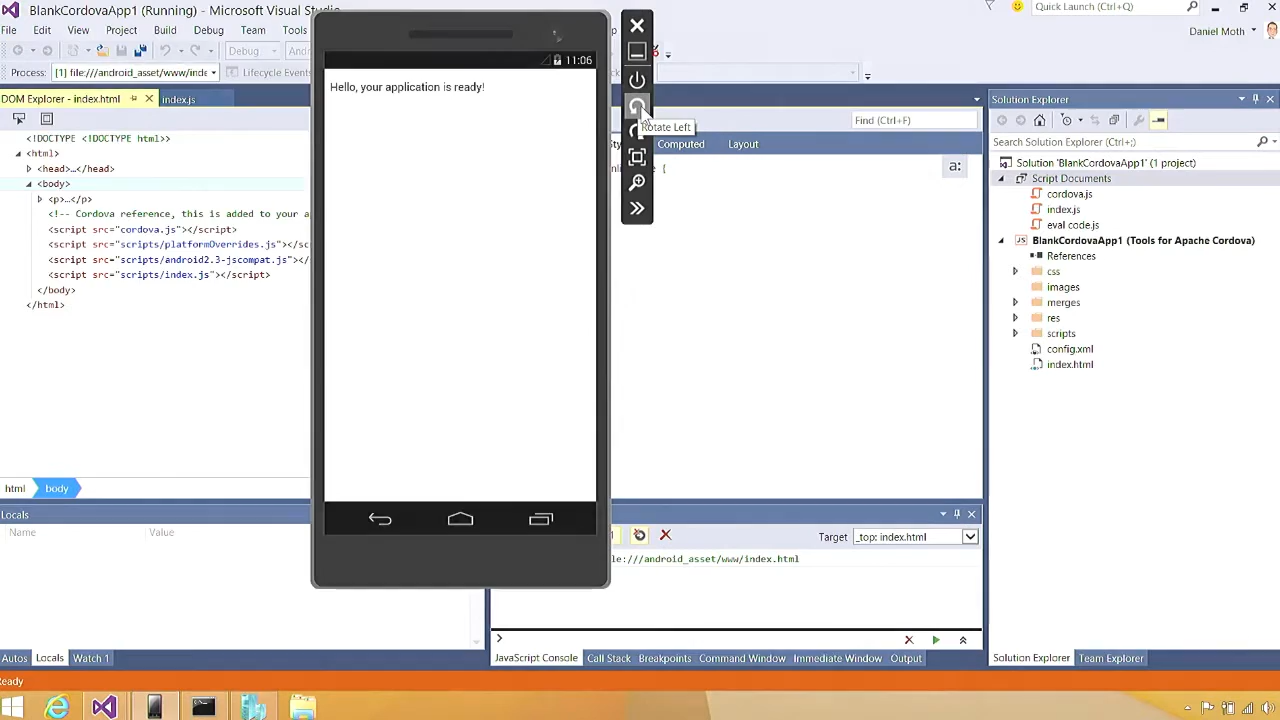 BlankCordovaApp1 (Running) - Microsoft Visual Studio
Quick Launch (Ctrl+Q)
File Edit View Project Build Debug Team Tools
Daniel Moth
Debug
Process: [1] file:///android_asset/www/inde
Lifecycle Events
DOM Explorer - index.html
index.js
Find (Ctrl+F)
Computed
Layout
<!DOCTYPE <!DOCTYPE html>>
<html>
<head>…</head>
<body>
<p>…</p>
<!-- Cordova reference, this is added to your a
<script src="cordova.js"></script>
<script src="scripts/platformOverrides.js"></s
<script src="scripts/android2.3-jscompat.js"></s
<script src="scripts/index.js"></script>
</body>
</html>
{
a:
11:06
Hello, your application is ready!
Rotate Left
Solution Explorer
Search Solution Explorer (Ctrl+;)
Solution 'BlankCordovaApp1' (1 project)
Script Documents
cordova.js
index.js
eval code.js
BlankCordovaApp1 (Tools for Apache Cordova)
References
css
images
merges
res
scripts
config.xml
index.html
html
body
Locals
Name
Value
Target
_top: index.html
le:///android_asset/www/index.html
>
Autos
Locals
Watch 1
JavaScript Console
Call Stack
Breakpoints
Command Window
Immediate Window
Output
Solution Explorer
Team Explorer
Ready